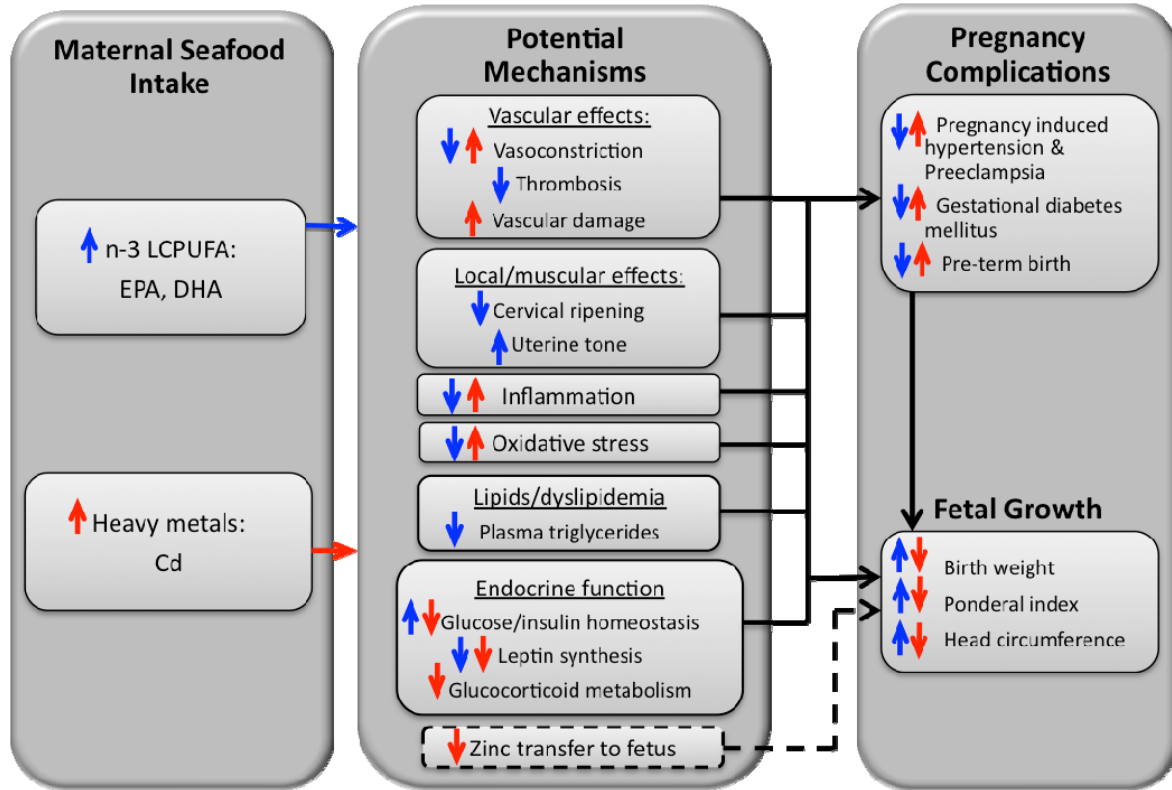 Maternal Seafood
Intake
n-3 LCPUFA:
EPA, DHA
Heavy metals:
Cd
Potential
Mechanisms
Vascular effects:
Vasoconstriction
Thrombosis
Vascular damage
Local/muscular effects:
Cervical ripening
Uterine tone
Inflammation
Oxidative stress
Lipids/dyslipidemia
Plasma triglycerides
Endocrine function
Glucose/insulin homeostasis
Leptin synthesis
Glucocorticoid metabolism
Zinc transfer to fetus
Pregnancy
Complications
Pregnancy induced
hypertension &
Preeclampsia
Gestational diabetes
mellitus
Pre-term birth
Fetal Growth
Birth weight
Ponderal index
Head circumference